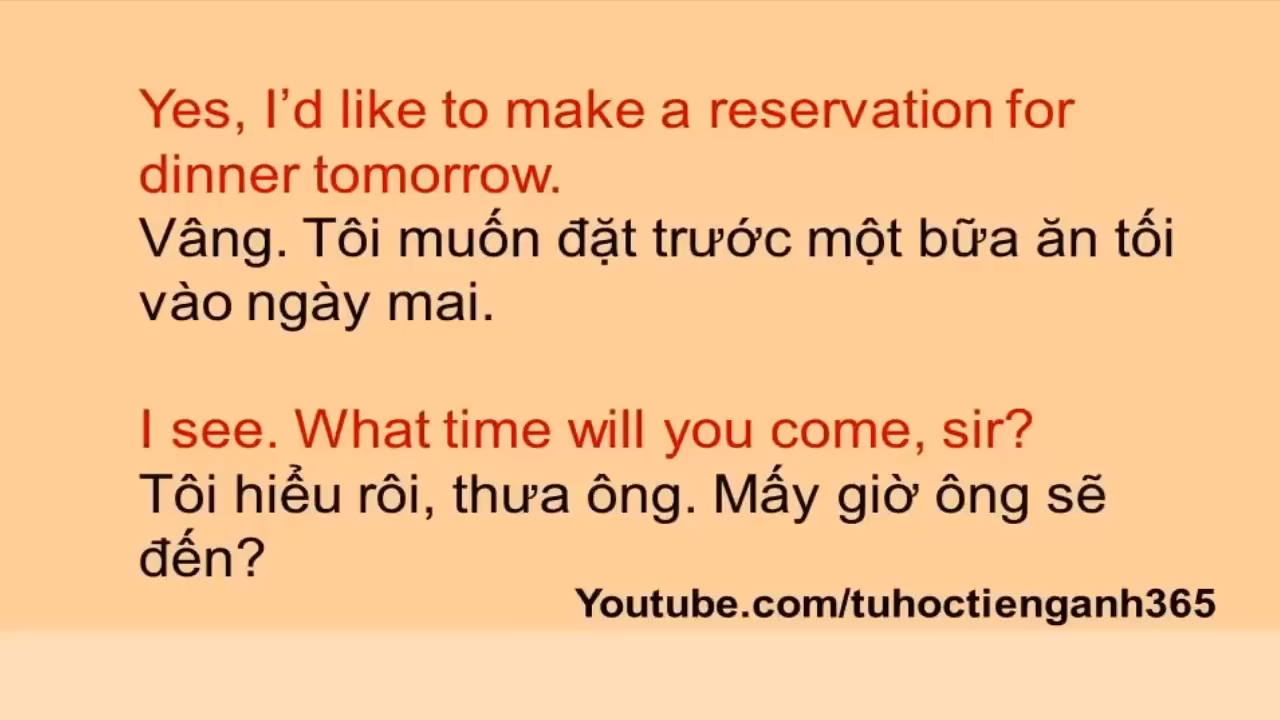 Yes, I’d like to make a reservation for
dinner tomorrow.
Vâng. Tôi muốn đặt trước một bữa ăn tối
vào ngày mai.
I see. What time will you come, sir?
Tôi hiểu rôi, thưa ông. Mấy giờ ông sẽ
đến?
Youtube.com/tuhoctienganh365